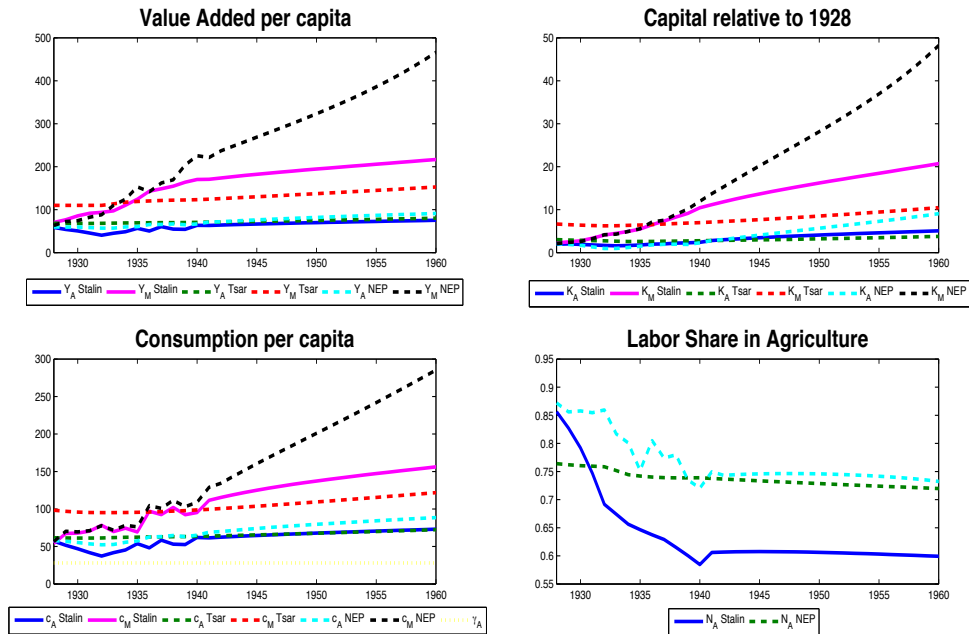 Value Added per capita
500
400
300
200
100
0
1930 1935 1940 1945 1950 1955 1960
Y_A Stalin Y_M Stalin Y_A Tsar Y_M Tsar Y_A NEP Y_M NEP
Capital relative to 1928
50
40
30
20
10
0
1930 1935 1940 1945 1950 1955 1960
K_A Stalin K_M Stalin K_A Tsar K_M Tsar K_A NEP K_M NEP
Consumption per capita
300
250
200
150
100
50
0
1930 1935 1940 1945 1950 1955 1960
c_A Stalin c_M Stalin c_A Tsar c_M Tsar c_A NEP c_M NEP γ_A
Labor Share in Agriculture
0.95
0.9
0.85
0.8
0.75
0.7
0.65
0.6
0.55
1930 1935 1940 1945 1950 1955 1960
N_A Stalin N_A NEP